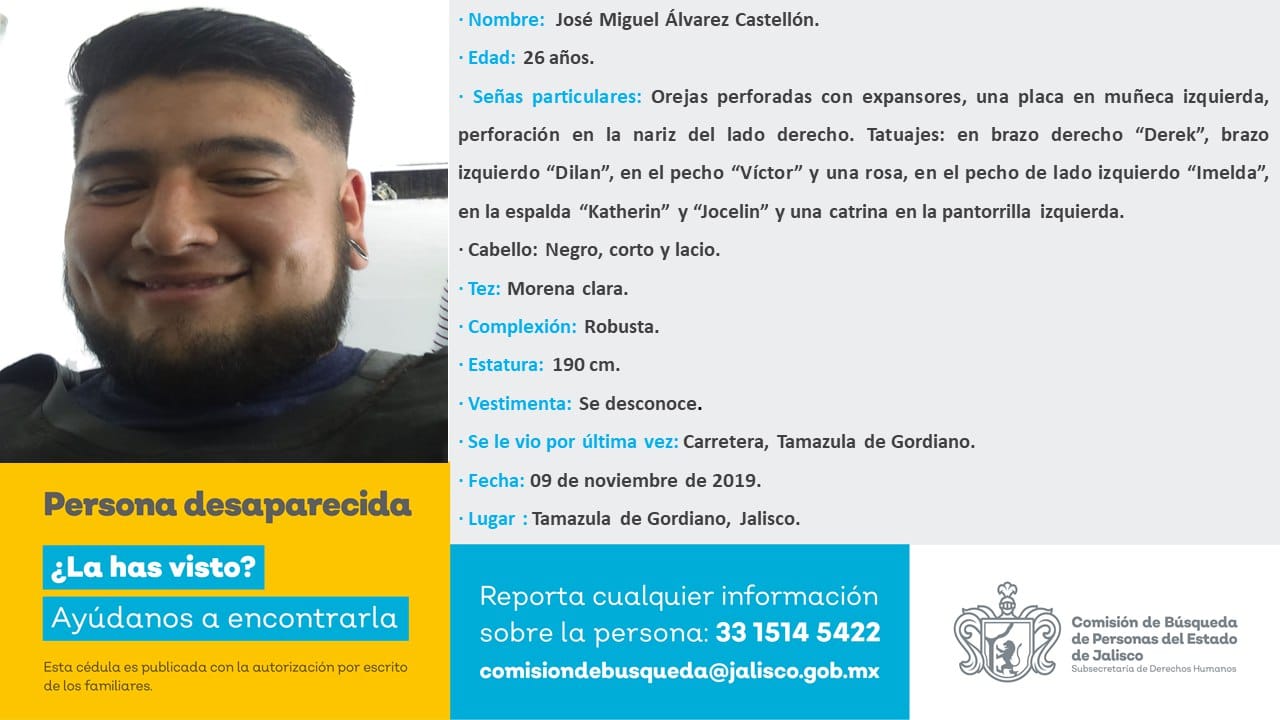 · Nombre: José Miguel Álvarez Castellón.
· Edad: 26 años.
· Señas particulares: Orejas perforadas con expansores, una placa en muñeca izquierda,
perforación en la nariz del lado derecho. Tatuajes: en brazo derecho “Derek”, brazo
izquierdo “Dilan”, en el pecho “Víctor” y una rosa, en el pecho de lado izquierdo “Imelda”,
en la espalda “Katherin” y “Jocelin” y una catrina en la pantorrilla izquierda.
· Cabello: Negro, corto y lacio.
· Tez: Morena clara.
· Complexión: Robusta.
· Estatura: 190 cm.
· Vestimenta: Se desconoce.
· Se le vio por última vez: Carretera, Tamazula de Gordiano.
· Fecha: 09 de noviembre de 2019.
· Lugar : Tamazula de Gordiano, Jalisco.
Persona desaparecida
¿La has visto?
Ayúdanos a encontrarla
Esta cédula es publicada con la autorización por escrito
de los familiares.
Reporta cualquier información
sobre la persona: 33 1514 5422
comisiondebusqueda@jalisco.gob.mx
Comisión de Búsqueda
de Personas del Estado
de Jalisco
Subsecretaría de Derechos Humanos